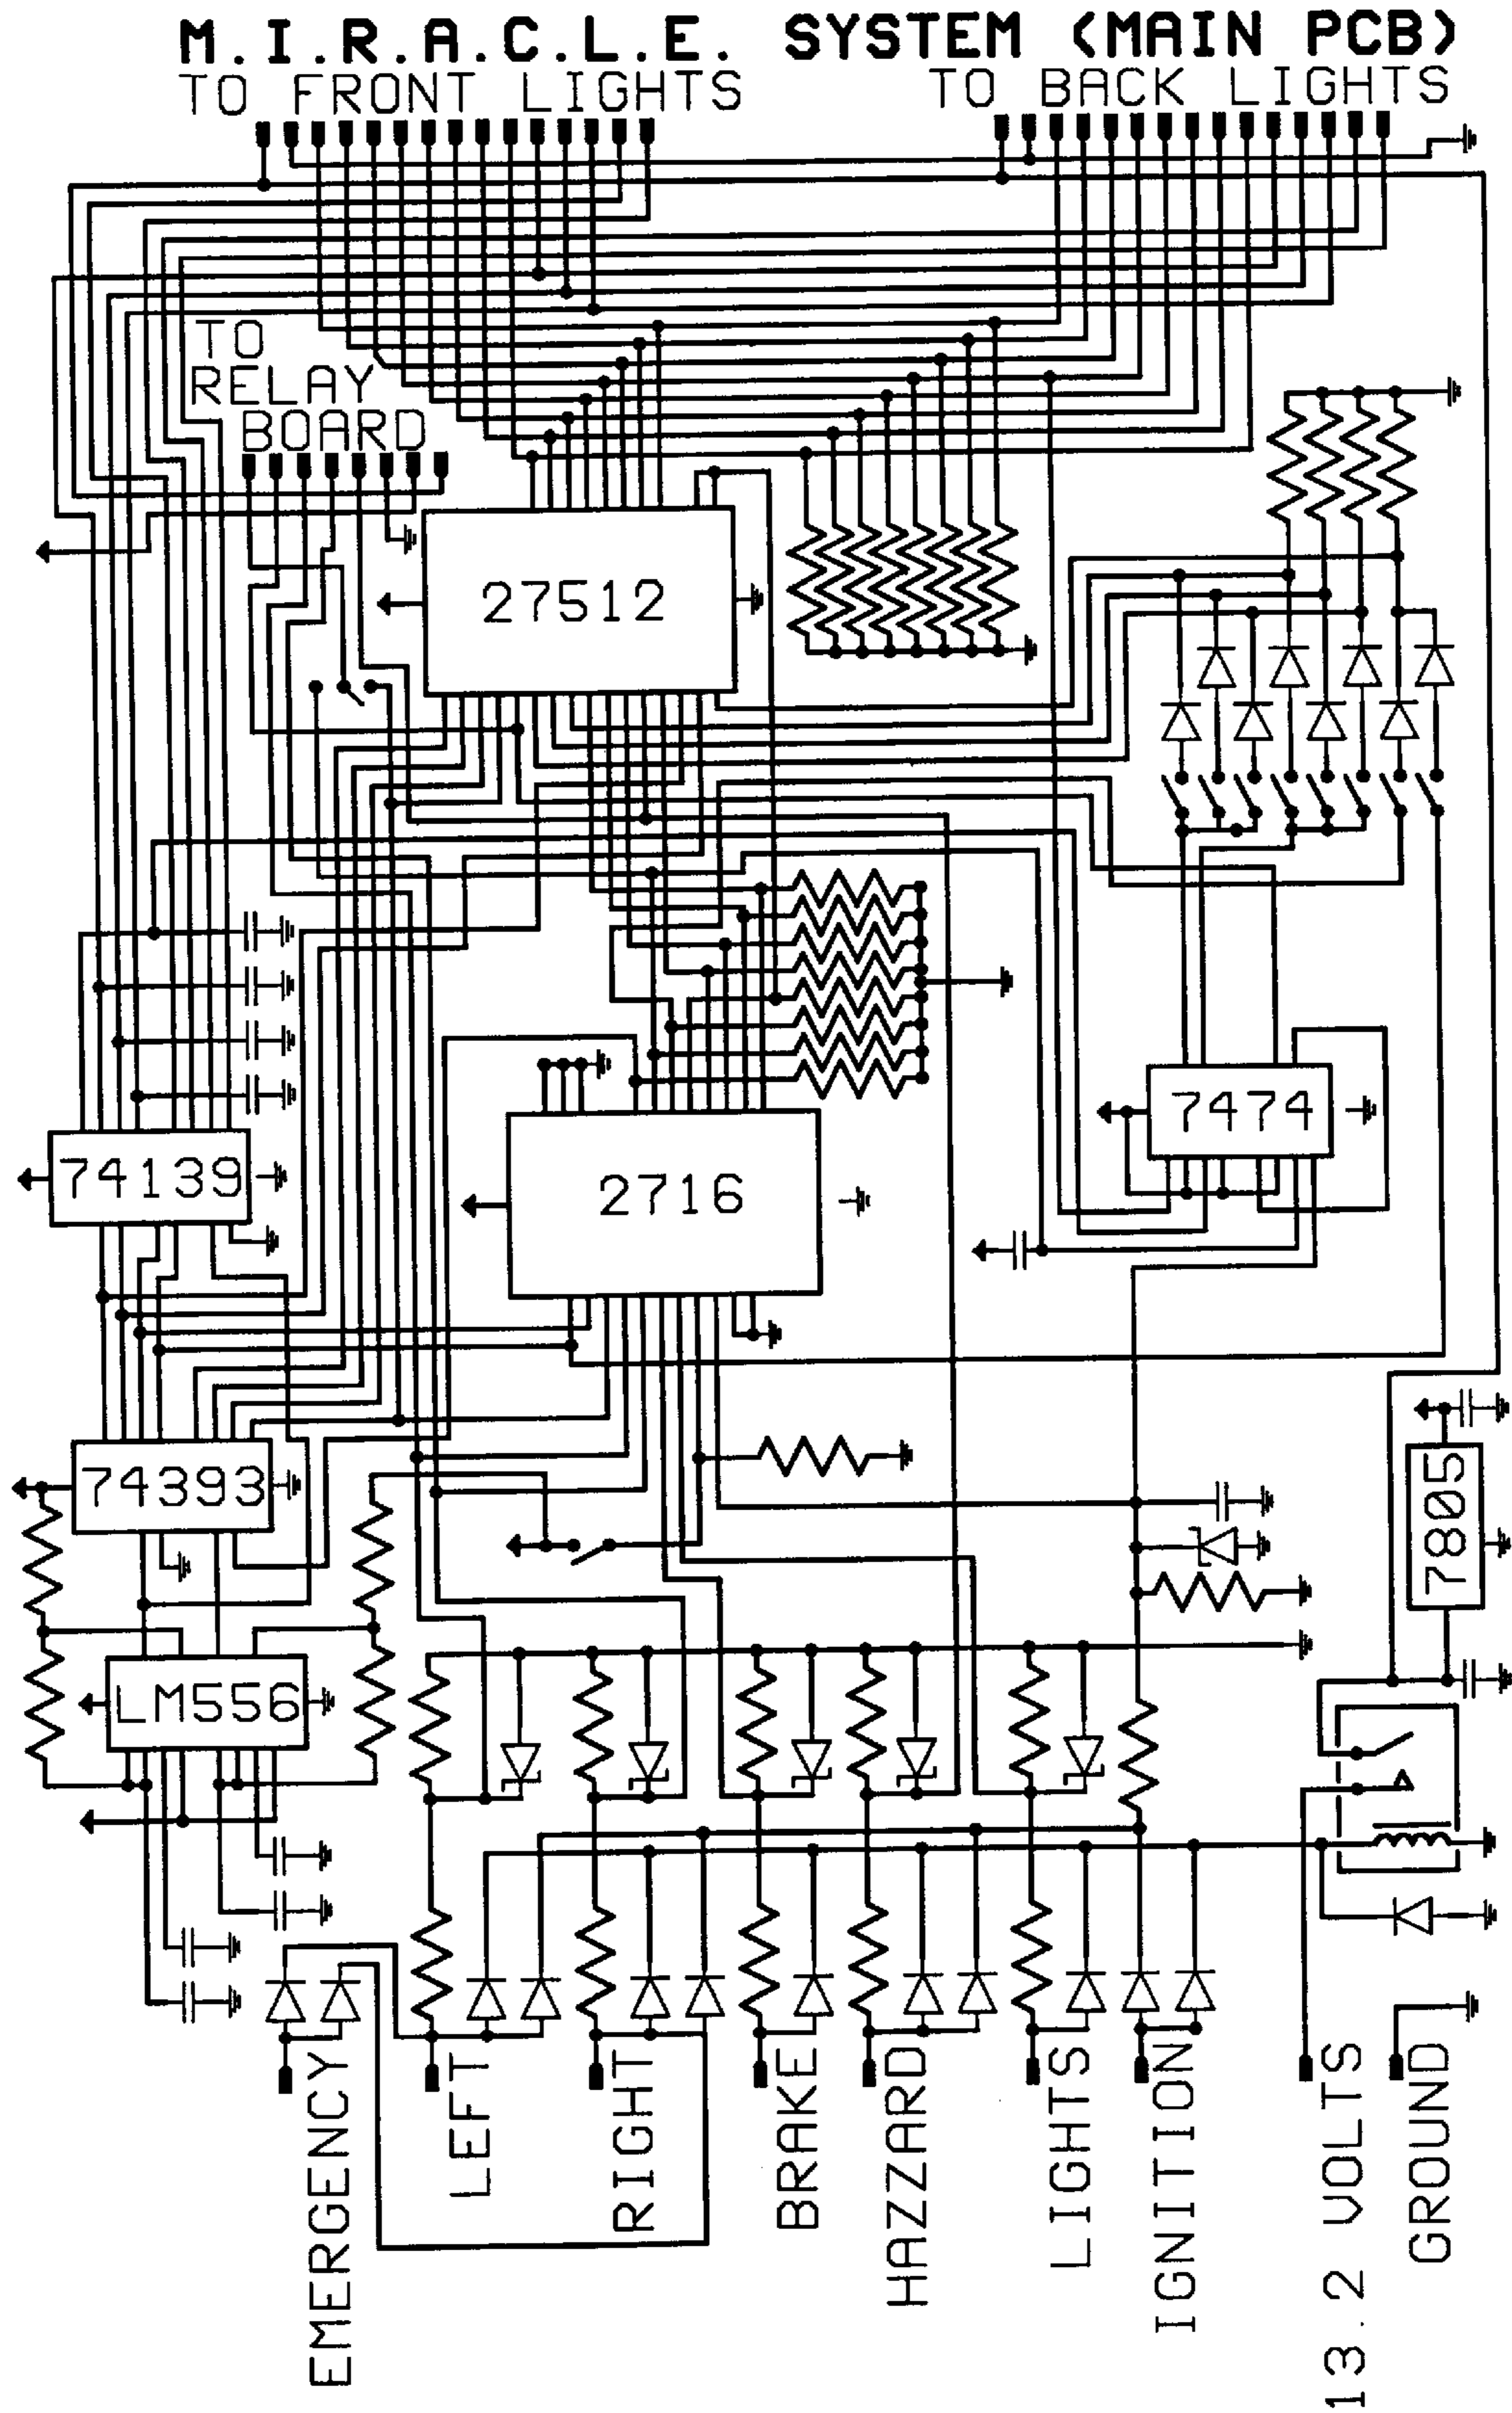 M.I.R.A.C.L.E. SYSTEM (MAIN PCB)
TO FRONT LIGHTS
TO BACK LIGHTS
TO
RELAY
BOARD
27512
7474
74139
2716
74393
7805
LM556
EMERGENCY
LEFT
RIGHT
BRAKE
HAZZARD
LIGHTS
IGNITION
13.2 VOLTS
GROUND